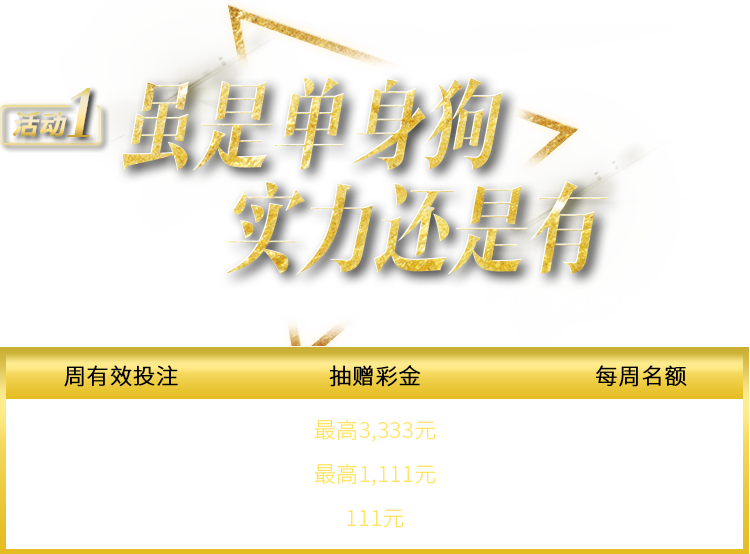 活动1
虽是单身狗
实力还是有
周有效投注 抽赠彩金 每周名额
最高3,333元
最高1,111元
111元